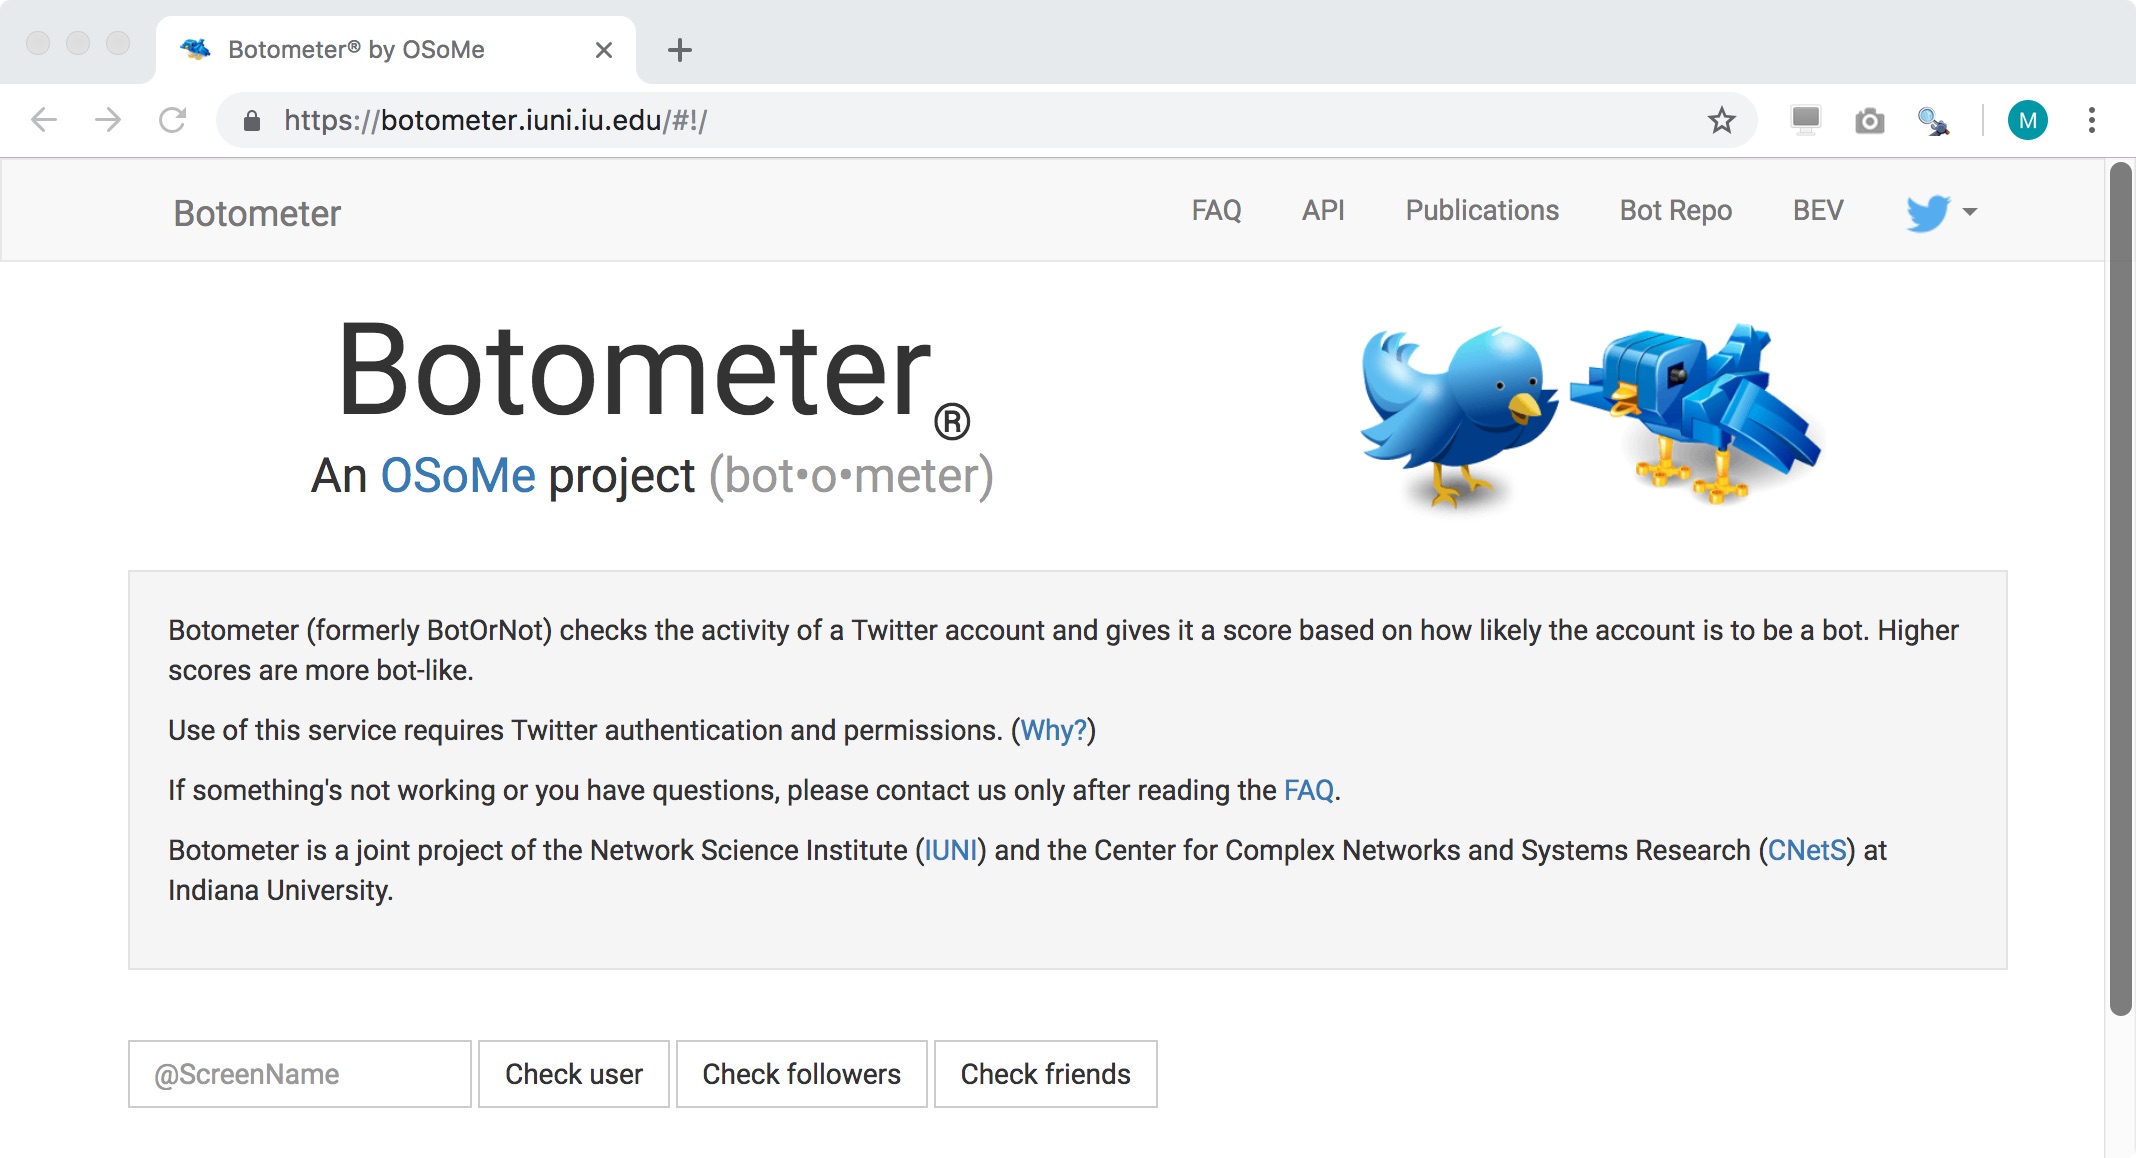 Botometer® by OSoMe
https://botometer.iuni.iu.edu/#!/
M
Botometer
FAQ API Publications Bot Repo BEV
Botometer®
An OSoMe project (bot•o•meter)
Botometer (formerly BotOrNot) checks the activity of a Twitter account and gives it a score based on how likely the account is to be a bot. Higher
scores are more bot-like.
Use of this service requires Twitter authentication and permissions. (Why?)
If something's not working or you have questions, please contact us only after reading the FAQ.
Botometer is a joint project of the Network Science Institute (IUNI) and the Center for Complex Networks and Systems Research (CNetS) at
Indiana University.
@ScreenName Check user Check followers Check friends